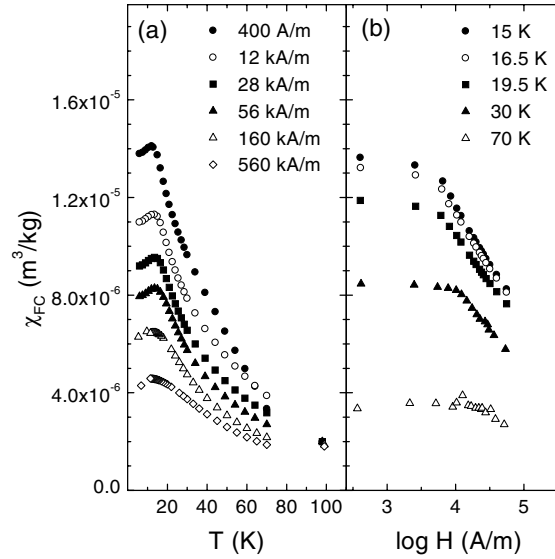 (a)
400 A/m
12 kA/m
28 kA/m
56 kA/m
160 kA/m
560 kA/m
(b)
15 K
16.5 K
19.5 K
30 K
70 K
1.6x10⁻⁵
1.2x10⁻⁵
8.0x10⁻⁶
4.0x10⁻⁶
0.0
χFC (m³/kg)
20 40 60 80 100
T (K)
3 4 5
log H (A/m)